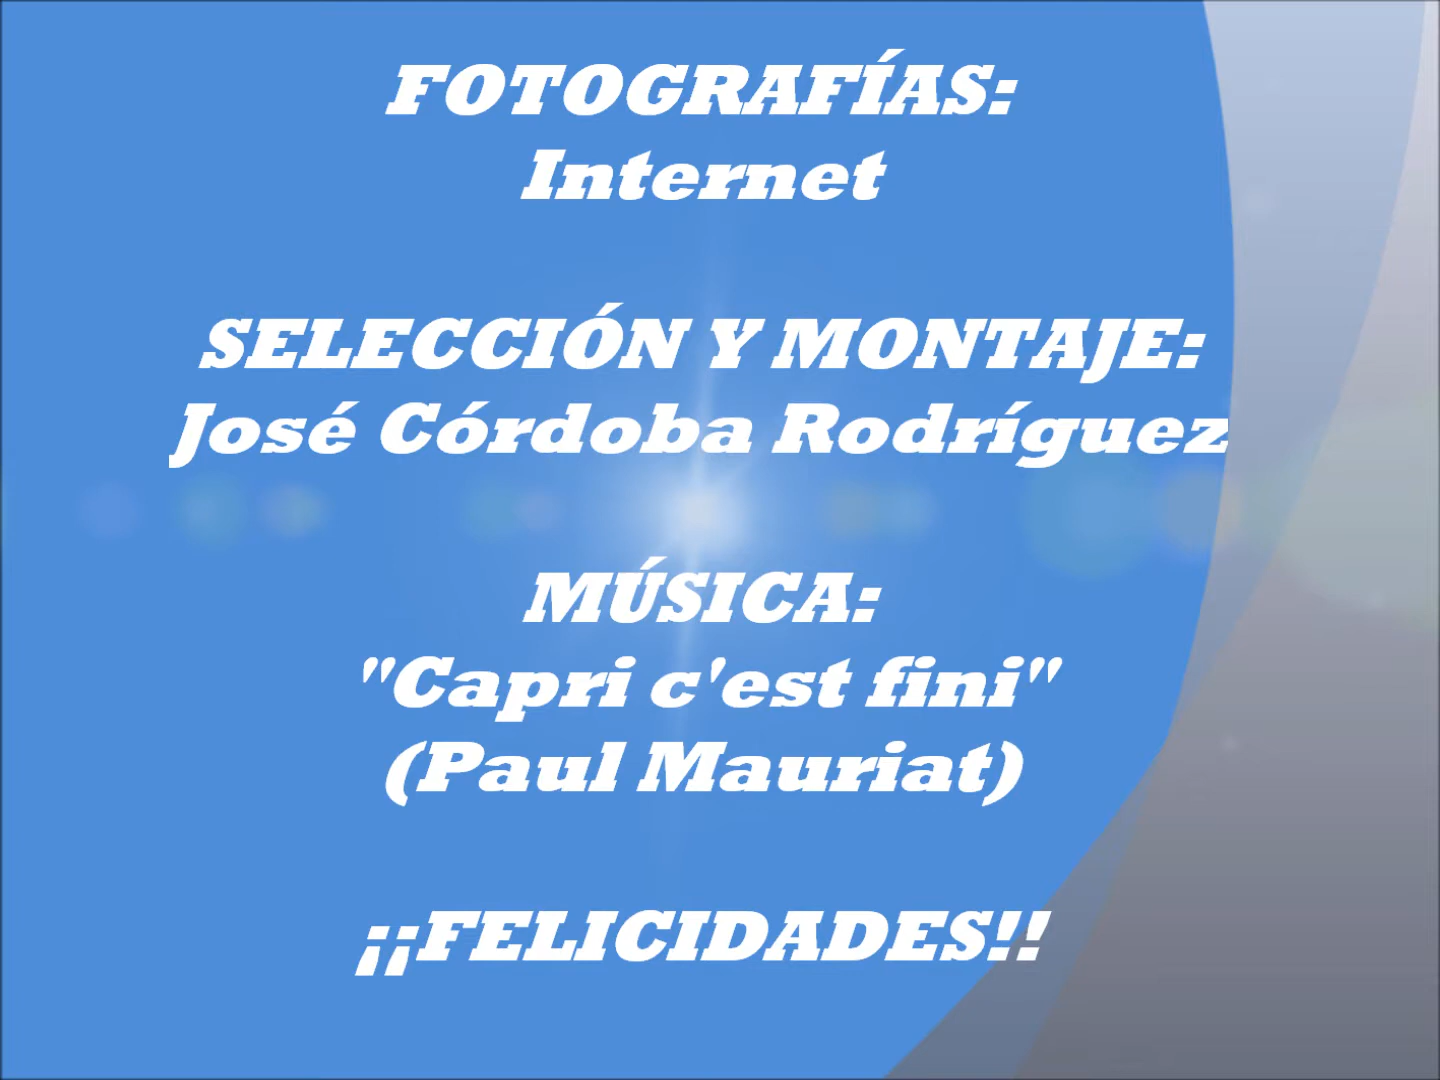 FOTOGRAFÍAS:
Internet
SELECCIÓN Y MONTAJE:
José Córdoba Rodríguez
MÚSICA:
"Capri c'est fini"
(Paul Mauriat)
¡¡FELICIDADES!!